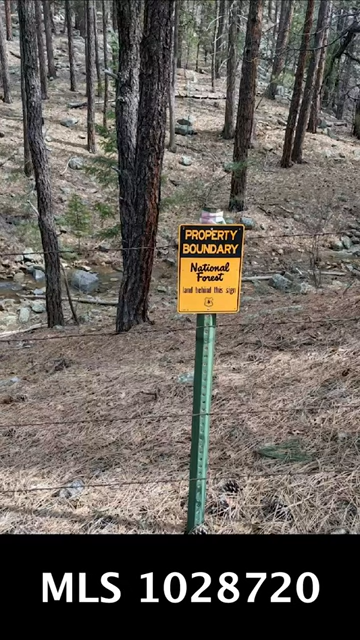 PROPERTY
BOUNDARY
National
Forest
land behind this sign
MLS 1028720